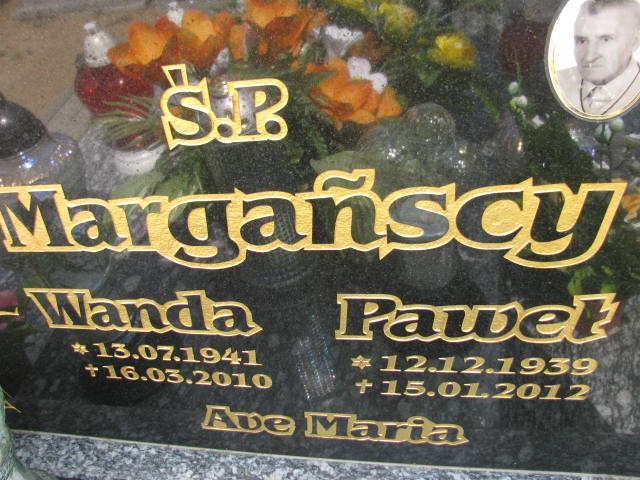 Ś.P.
Margańscy
Wanda Paweł
* 13.07.1941 * 12.12.1939
† 16.03.2010 † 15.01.2012
Ave Maria